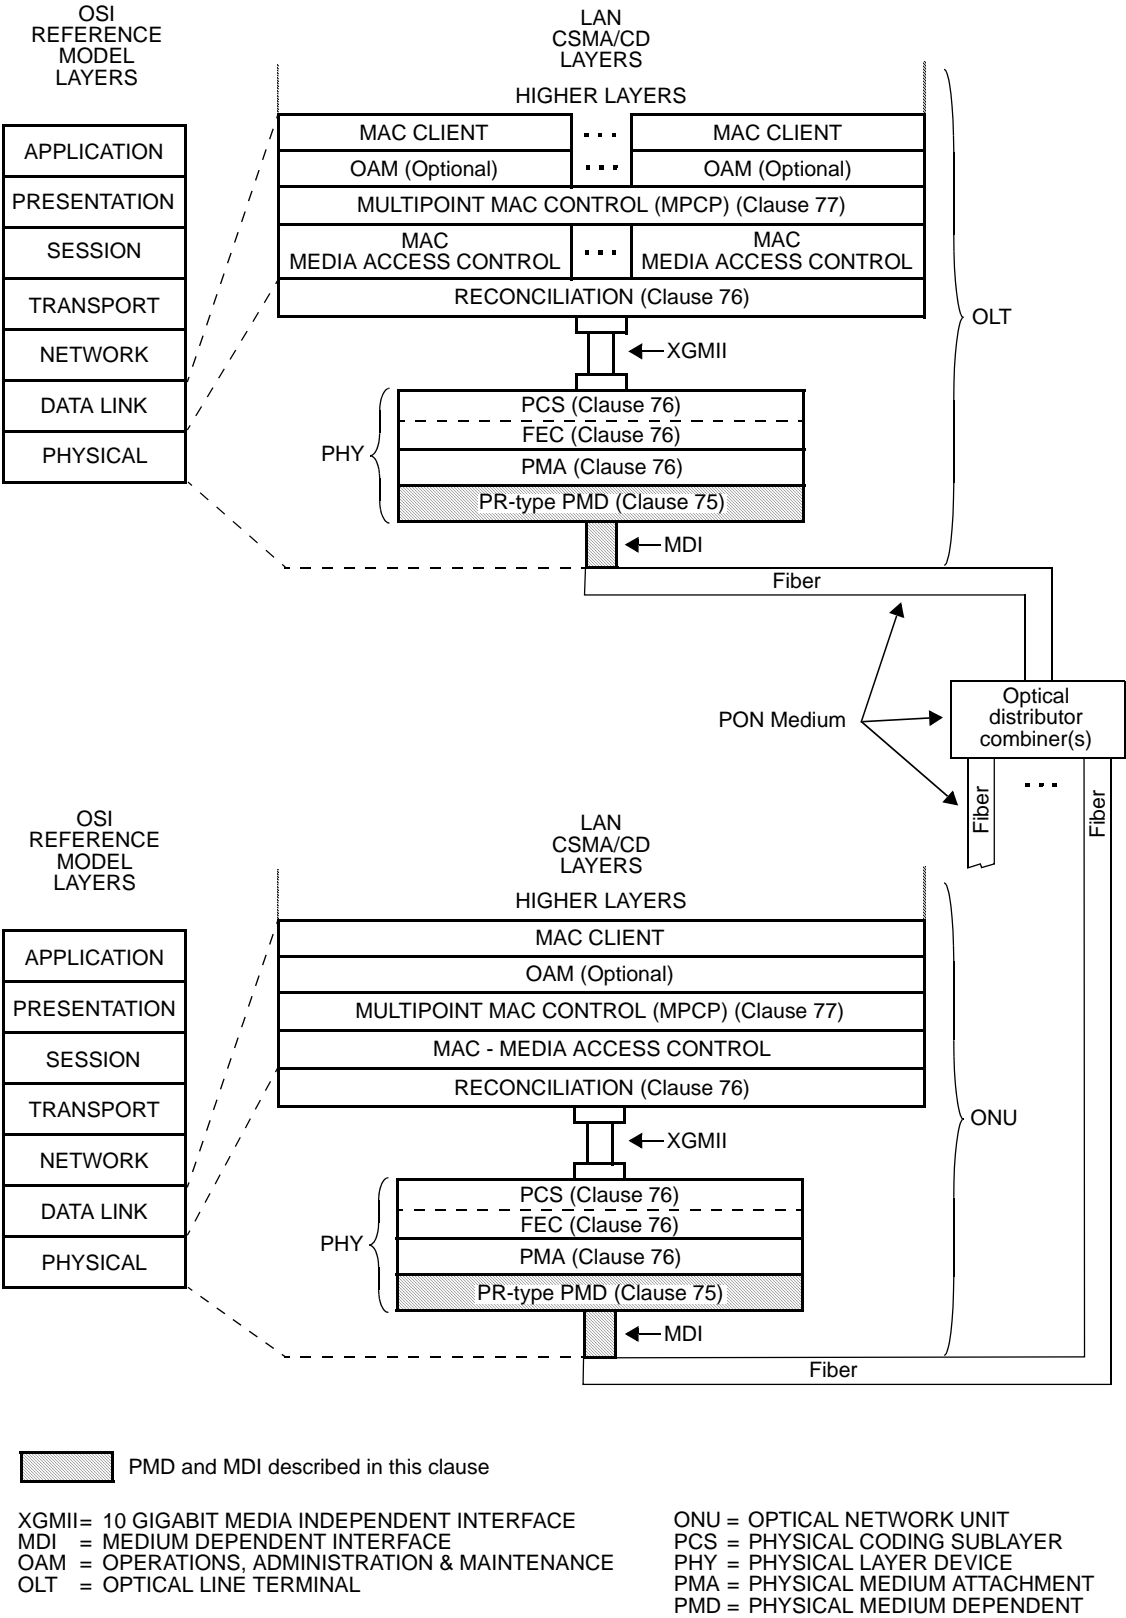 OSI
REFERENCE
MODEL
LAYERS
LAN
CSMA/CD
LAYERS
HIGHER LAYERS
APPLICATION
PRESENTATION
SESSION
TRANSPORT
NETWORK
DATA LINK
PHYSICAL
MAC CLIENT
...
MAC CLIENT
OAM (Optional)
...
OAM (Optional)
MULTIPOINT MAC CONTROL (MPCP) (Clause 77)
MAC
MEDIA ACCESS CONTROL
...
MAC
MEDIA ACCESS CONTROL
RECONCILIATION (Clause 76)
OLT
XGMII
PHY
PCS (Clause 76)
FEC (Clause 76)
PMA (Clause 76)
PR-type PMD (Clause 75)
MDI
Fiber
PON Medium
Optical
distributor
combiner(s)
...
Fiber
Fiber
OSI
REFERENCE
MODEL
LAYERS
LAN
CSMA/CD
LAYERS
HIGHER LAYERS
APPLICATION
PRESENTATION
SESSION
TRANSPORT
NETWORK
DATA LINK
PHYSICAL
MAC CLIENT
OAM (Optional)
MULTIPOINT MAC CONTROL (MPCP) (Clause 77)
MAC - MEDIA ACCESS CONTROL
RECONCILIATION (Clause 76)
ONU
XGMII
PHY
PCS (Clause 76)
FEC (Clause 76)
PMA (Clause 76)
PR-type PMD (Clause 75)
MDI
Fiber
PMD and MDI described in this clause
XGMII= 10 GIGABIT MEDIA INDEPENDENT INTERFACE
MDI = MEDIUM DEPENDENT INTERFACE
OAM = OPERATIONS, ADMINISTRATION & MAINTENANCE
OLT = OPTICAL LINE TERMINAL
ONU = OPTICAL NETWORK UNIT
PCS = PHYSICAL CODING SUBLAYER
PHY = PHYSICAL LAYER DEVICE
PMA = PHYSICAL MEDIUM ATTACHMENT
PMD = PHYSICAL MEDIUM DEPENDENT